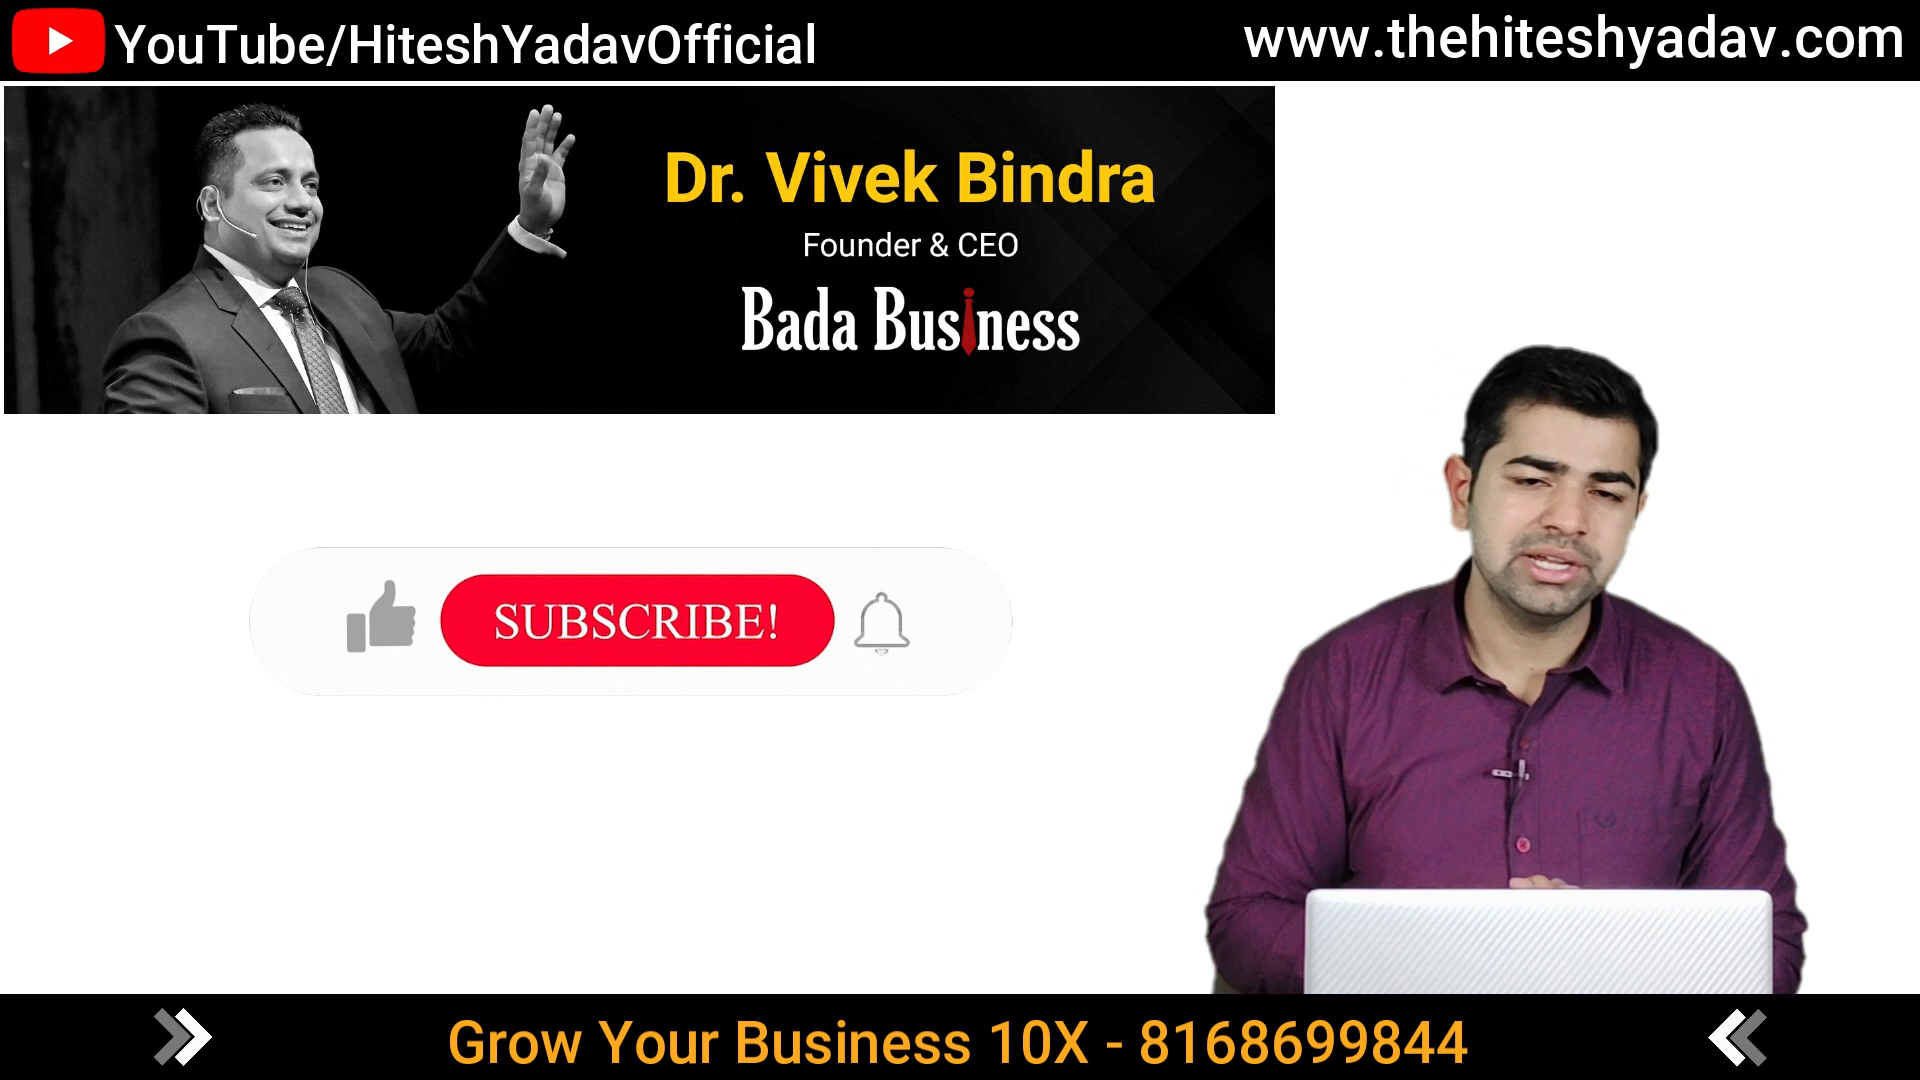 YouTube/HiteshYadavOfficial
www.thehiteshyadav.com
Dr. Vivek Bindra
Founder & CEO
Bada Business
SUBSCRIBE!
Grow Your Business 10X - 8168699844